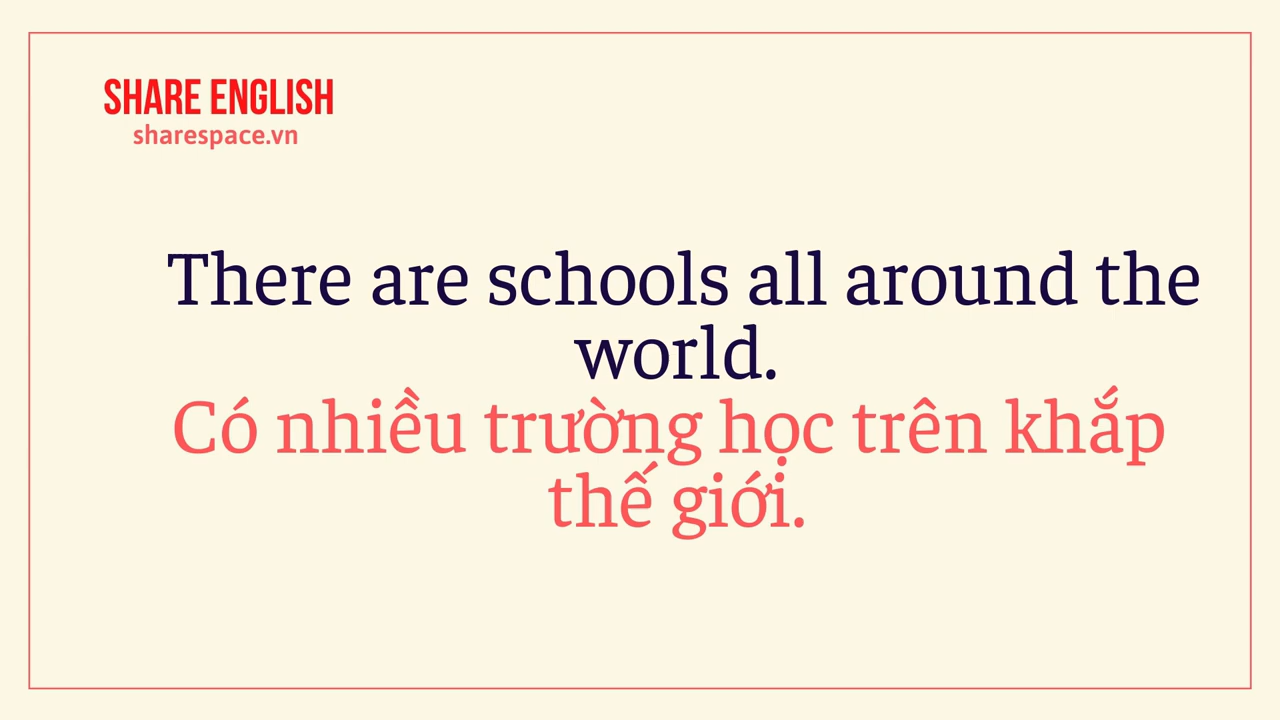 SHARE ENGLISH
sharespace.vn
There are schools all around the
world.
Có nhiều trường học trên khắp
thế giới.